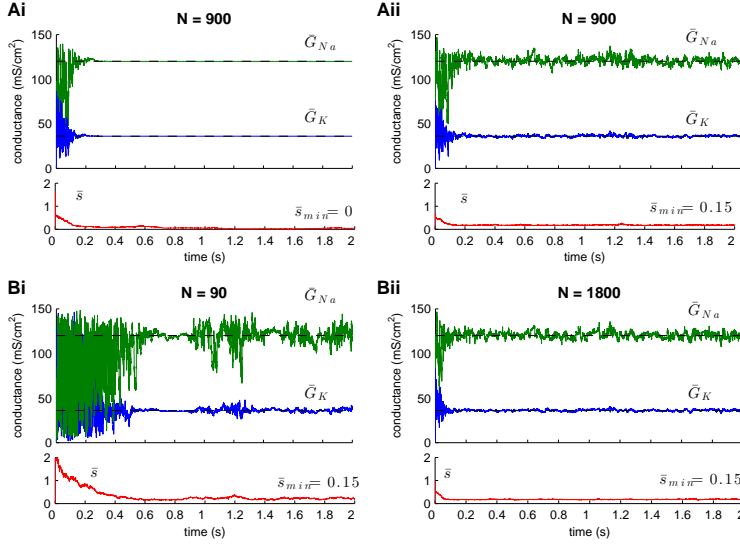 Ai
N = 900
conductance (mS/cm²)
150
100
50
0
Ḡ_Na
Ḡ_K
2
1
0
s̄
s̄_min = 0
0 0.2 0.4 0.6 0.8 1 1.2 1.4 1.6 1.8 2
time (s)
Aii
N = 900
conductance (mS/cm²)
150
100
50
0
Ḡ_Na
Ḡ_K
2
1
0
s̄
s̄_min = 0.15
0 0.2 0.4 0.6 0.8 1 1.2 1.4 1.6 1.8 2
time (s)
Bi
N = 90
conductance (mS/cm²)
150
100
50
0
Ḡ_Na
Ḡ_K
2
1
0
s̄
s̄_min = 0.15
0 0.2 0.4 0.6 0.8 1 1.2 1.4 1.6 1.8 2
time (s)
Bii
N = 1800
conductance (mS/cm²)
150
100
50
0
Ḡ_Na
Ḡ_K
2
1
0
s̄
s̄_min = 0.15
0 0.2 0.4 0.6 0.8 1 1.2 1.4 1.6 1.8 2
time (s)